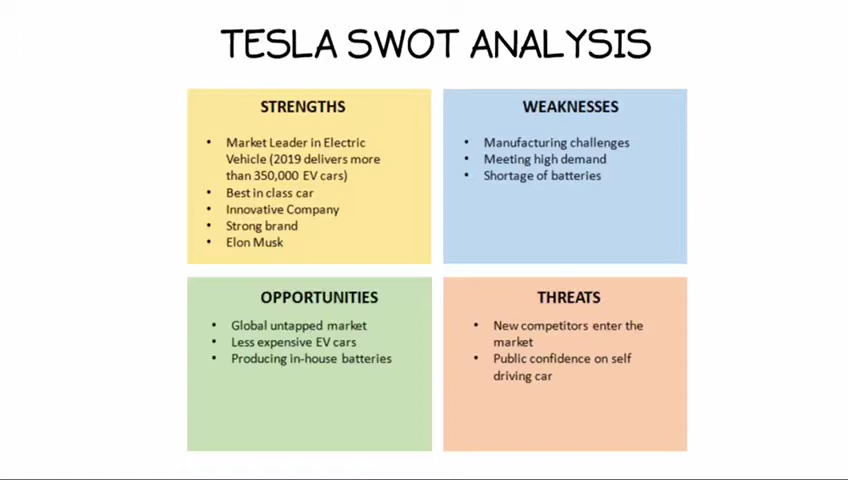 TESLA SWOT ANALYSIS
STRENGTHS
• Market Leader in Electric
Vehicle (2019 delivers more
than 350,000 EV cars)
• Best in class car
• Innovative Company
• Strong brand
• Elon Musk
WEAKNESSES
• Manufacturing challenges
• Meeting high demand
• Shortage of batteries
OPPORTUNITIES
• Global untapped market
• Less expensive EV cars
• Producing in-house batteries
THREATS
• New competitors enter the
market
• Public confidence on self
driving car